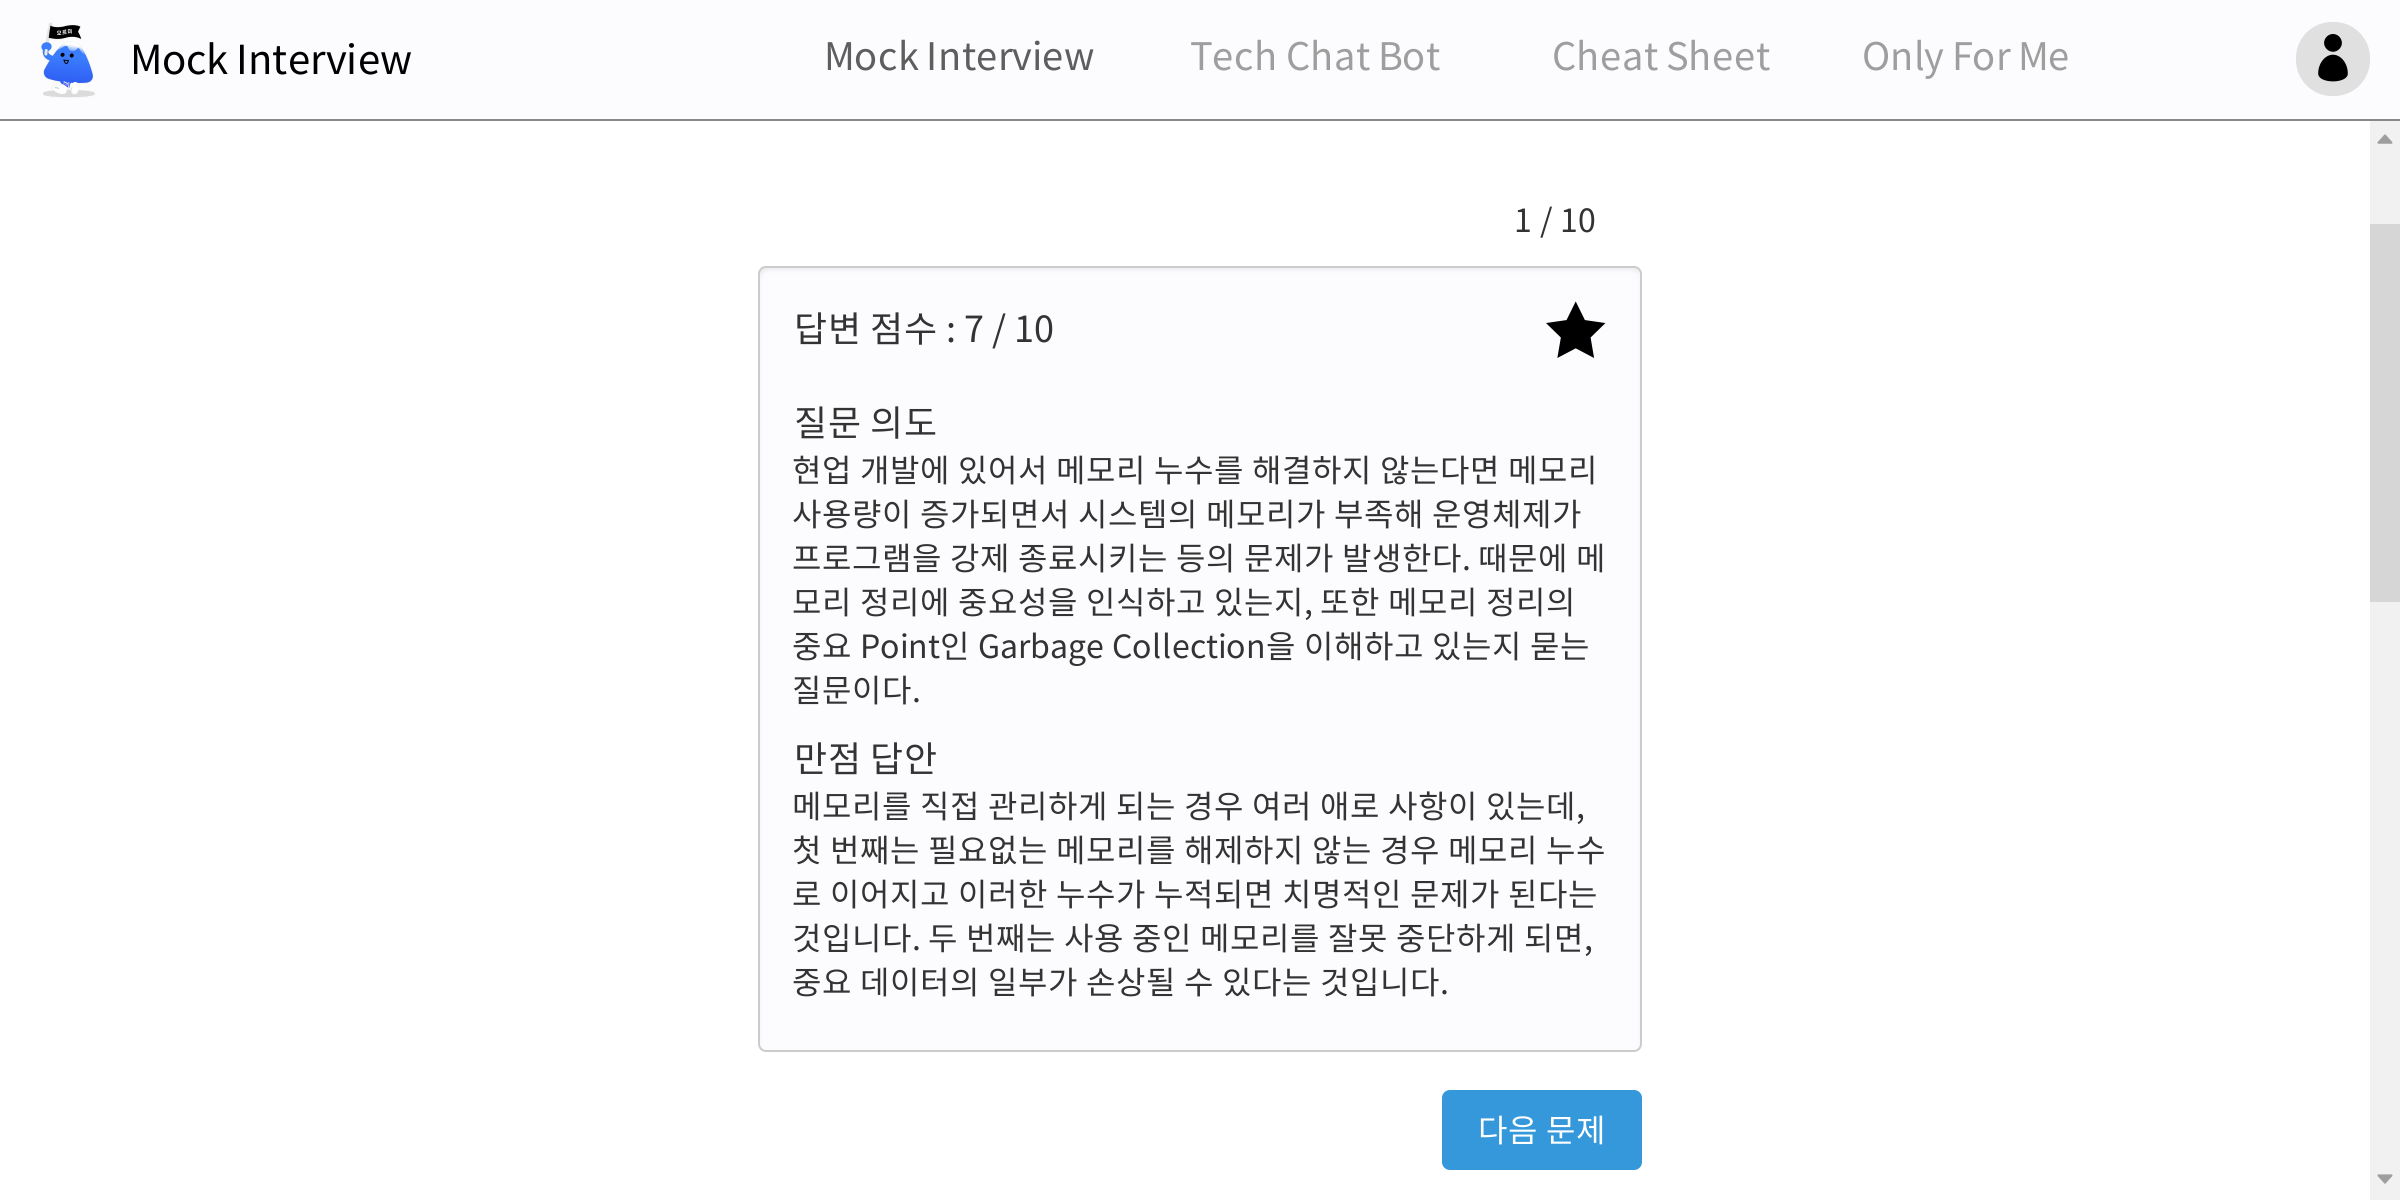 오르미
Mock Interview
Mock Interview
Tech Chat Bot
Cheat Sheet
Only For Me
1 / 10
답변 점수 : 7 / 10
질문 의도
현업 개발에 있어서 메모리 누수를 해결하지 않는다면 메모리
사용량이 증가되면서 시스템의 메모리가 부족해 운영체제가
프로그램을 강제 종료시키는 등의 문제가 발생한다. 때문에 메
모리 정리에 중요성을 인식하고 있는지, 또한 메모리 정리의
중요 Point인 Garbage Collection을 이해하고 있는지 묻는
질문이다.
만점 답안
메모리를 직접 관리하게 되는 경우 여러 애로 사항이 있는데,
첫 번째는 필요없는 메모리를 해제하지 않는 경우 메모리 누수
로 이어지고 이러한 누수가 누적되면 치명적인 문제가 된다는
것입니다. 두 번째는 사용 중인 메모리를 잘못 중단하게 되면,
중요 데이터의 일부가 손상될 수 있다는 것입니다.
다음 문제